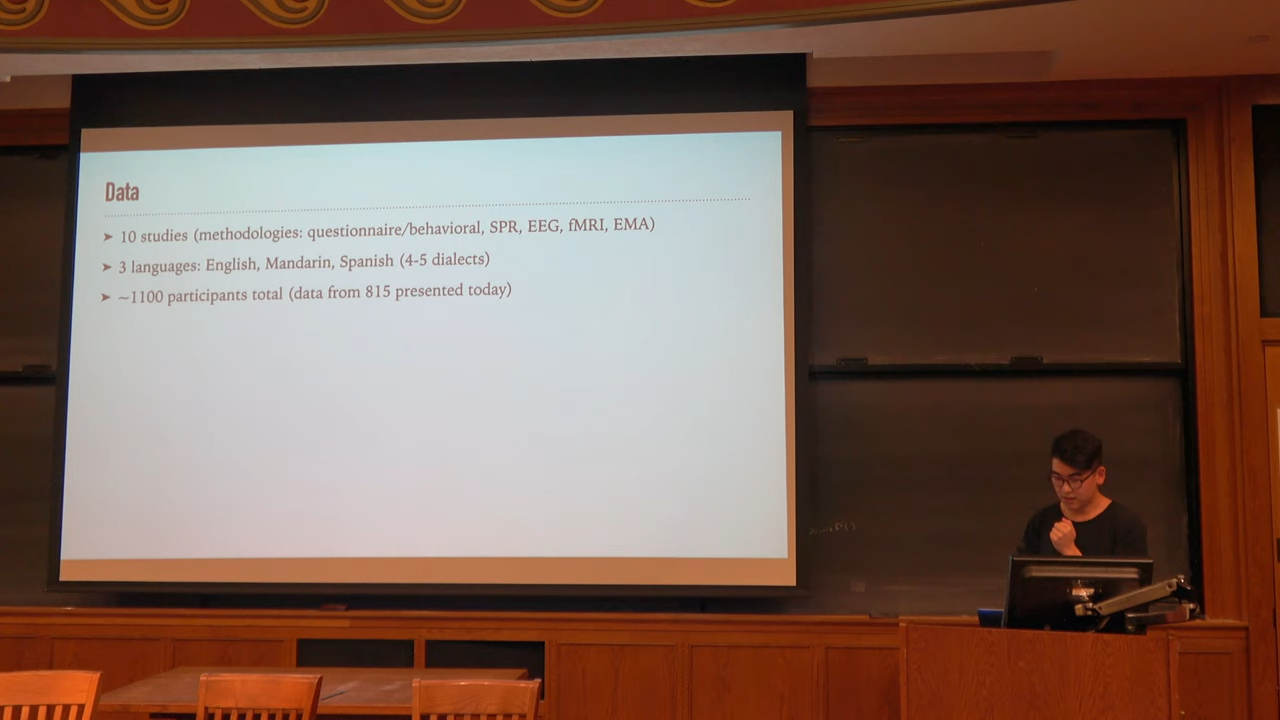 Data
➤ 10 studies (methodologies: questionnaire/behavioral, SPR, EEG, fMRI, EMA)
➤ 3 languages: English, Mandarin, Spanish (4-5 dialects)
➤ ~1100 participants total (data from 815 presented today)